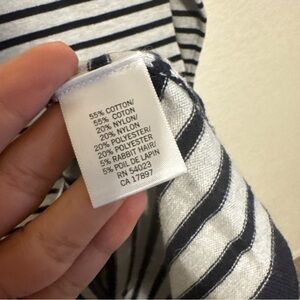 55% COTTON/
55% COTON
20% NYLON/
20% NYLON
20% POLYESTER/
20% POLYESTER
5% RABBIT HAIR/
5% POIL DE LAPIN
RN 54023
CA 17897